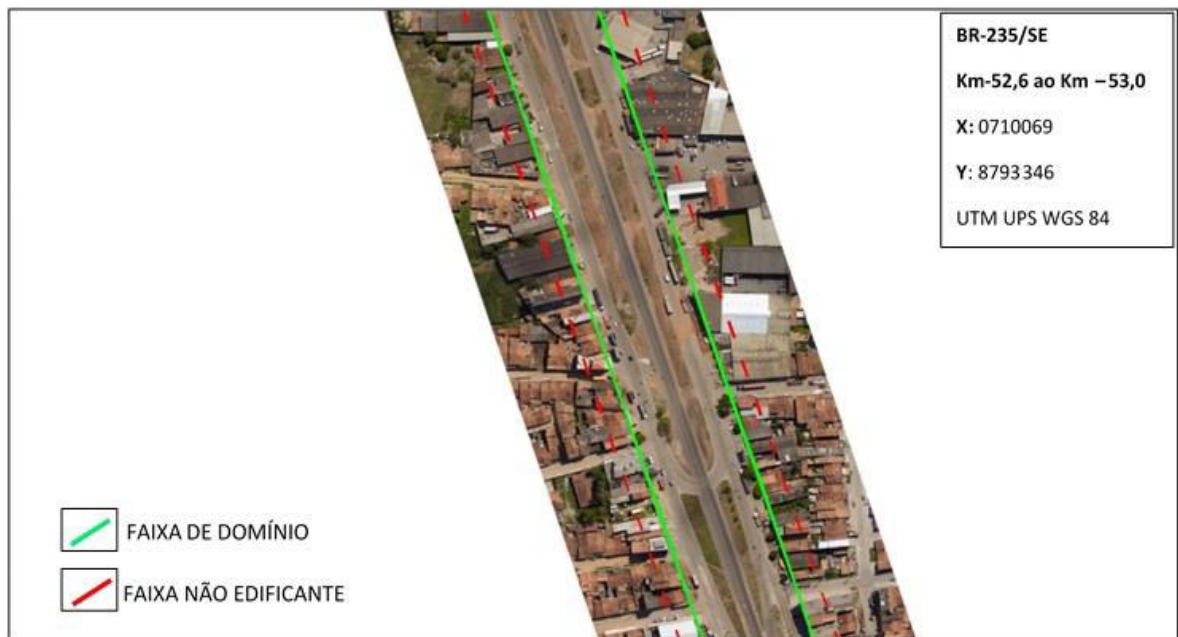 BR-235/SE
Km-52,6 ao Km –53,0
X: 0710069
Y: 8793346
UTM UPS WGS 84
FAIXA DE DOMÍNIO
FAIXA NÃO EDIFICANTE